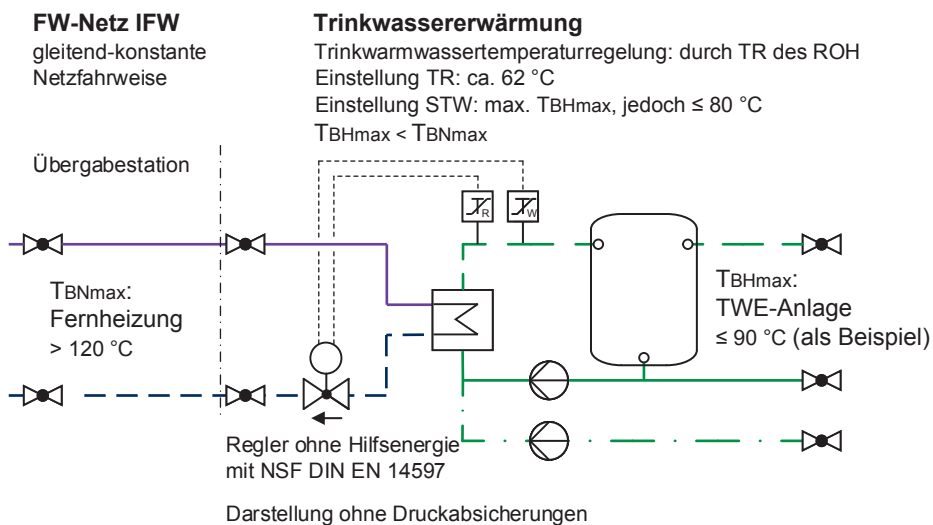 FW-Netz IFW
gleitend-konstante
Netzfahrweise
Trinkwassererwärmung
Trinkwarmwassertemperaturregelung: durch TR des ROH
Einstellung TR: ca. 62 °C
Einstellung STW: max. TBHmax, jedoch ≤ 80 °C
TBHmax < TBNmax
Übergabestation
TR
TW
TBNmax:
Fernheizung
> 120 °C
TBHmax:
TWE-Anlage
≤ 90 °C (als Beispiel)
Regler ohne Hilfsenergie
mit NSF DIN EN 14597
Darstellung ohne Druckabsicherungen